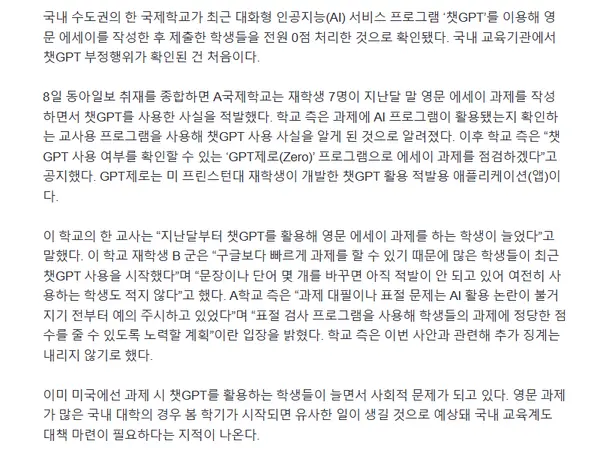 국내 수도권의 한 국제학교가 최근 대화형 인공지능(AI) 서비스 프로그램 ‘챗GPT’를 이용해 영
문 에세이를 작성한 후 제출한 학생들을 전원 0점 처리한 것으로 확인됐다. 국내 교육기관에서
챗GPT 부정행위가 확인된 건 처음이다.
8일 동아일보 취재를 종합하면 A국제학교는 재학생 7명이 지난달 말 영문 에세이 과제를 작성
하면서 챗GPT를 사용한 사실을 적발했다. 학교 측은 과제에 AI 프로그램이 활용됐는지 확인하
는 교사용 프로그램을 사용해 챗GPT 사용 사실을 알게 된 것으로 알려졌다. 이후 학교 측은 “챗
GPT 사용 여부를 확인할 수 있는 ‘GPT제로(Zero)’ 프로그램으로 에세이 과제를 점검하겠다”고
공지했다. GPT제로는 미 프린스턴대 재학생이 개발한 챗GPT 활용 적발용 애플리케이션(앱)이
다.
이 학교의 한 교사는 “지난달부터 챗GPT를 활용해 영문 에세이 과제를 하는 학생이 늘었다”고
말했다. 이 학교 재학생 B 군은 “구글보다 빠르게 과제를 할 수 있기 때문에 많은 학생들이 최근
챗GPT 사용을 시작했다”며 “문장이나 단어 몇 개를 바꾸면 아직 적발이 안 되고 있어 여전히 사
용하는 학생도 적지 않다”고 했다. A학교 측은 “과제 대필이나 표절 문제는 AI 활용 논란이 불거
지기 전부터 예의 주시하고 있었다”며 “표절 검사 프로그램을 사용해 학생들의 과제에 정당한 점
수를 줄 수 있도록 노력할 계획”이란 입장을 밝혔다. 학교 측은 이번 사안과 관련해 추가 징계는
내리지 않기로 했다.
이미 미국에선 과제 시 챗GPT를 활용하는 학생들이 늘면서 사회적 문제가 되고 있다. 영문 과제
가 많은 국내 대학의 경우 봄 학기가 시작되면 유사한 일이 생길 것으로 예상돼 국내 교육계도
대책 마련이 필요하다는 지적이 나온다.